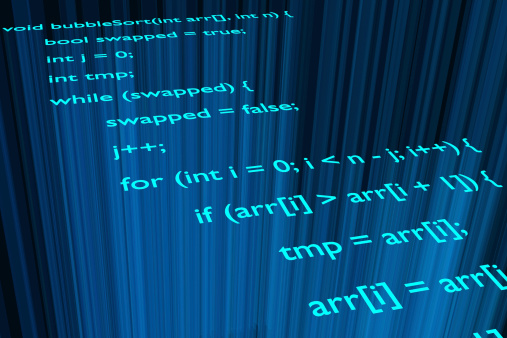 void bubbleSort(int arr[], int n) {
bool swapped = true;
int j = 0;
int tmp;
while (swapped) {
swapped = false;
j++;
for (int i = 0; i < n - j; i++) {
if (arr[i] > arr[i + 1]) {
tmp = arr[i];
arr[i] = arr[i